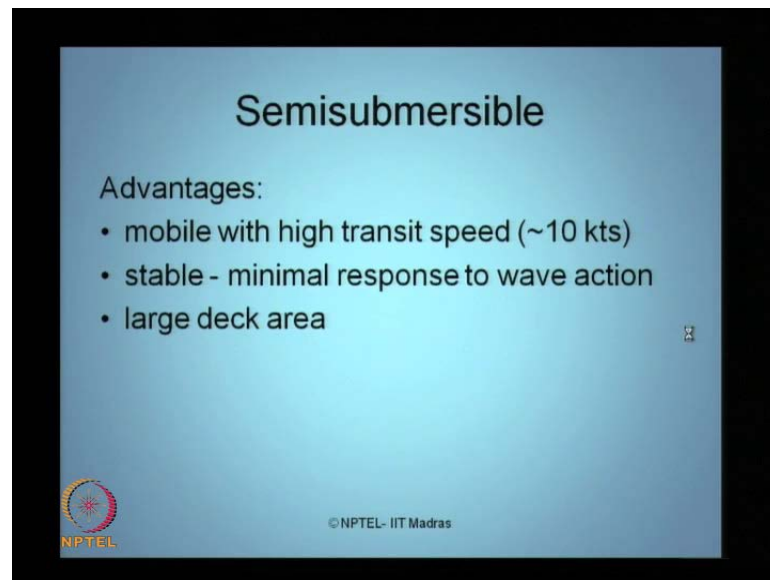 Semisubmersible
Advantages:
• mobile with high transit speed (~10 kts)
• stable - minimal response to wave action
• large deck area
© NPTEL- IIT Madras
NPTEL